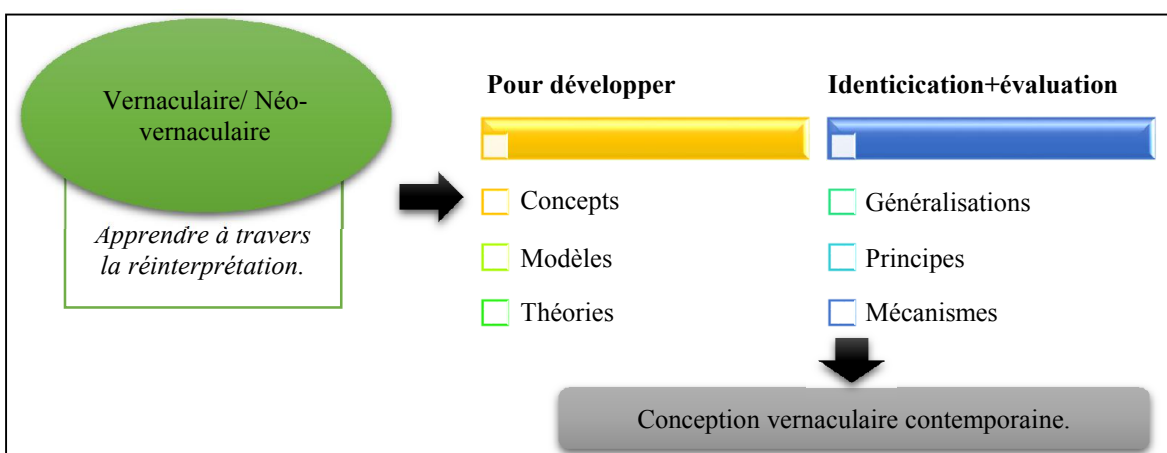 Vernaculaire/ Néo-
vernaculaire
Apprendre à travers
la réinterprétation.
Pour développer
Concepts
Modèles
Théories
Identicication+évaluation
Généralisations
Principes
Mécanismes
Conception vernaculaire contemporaine.